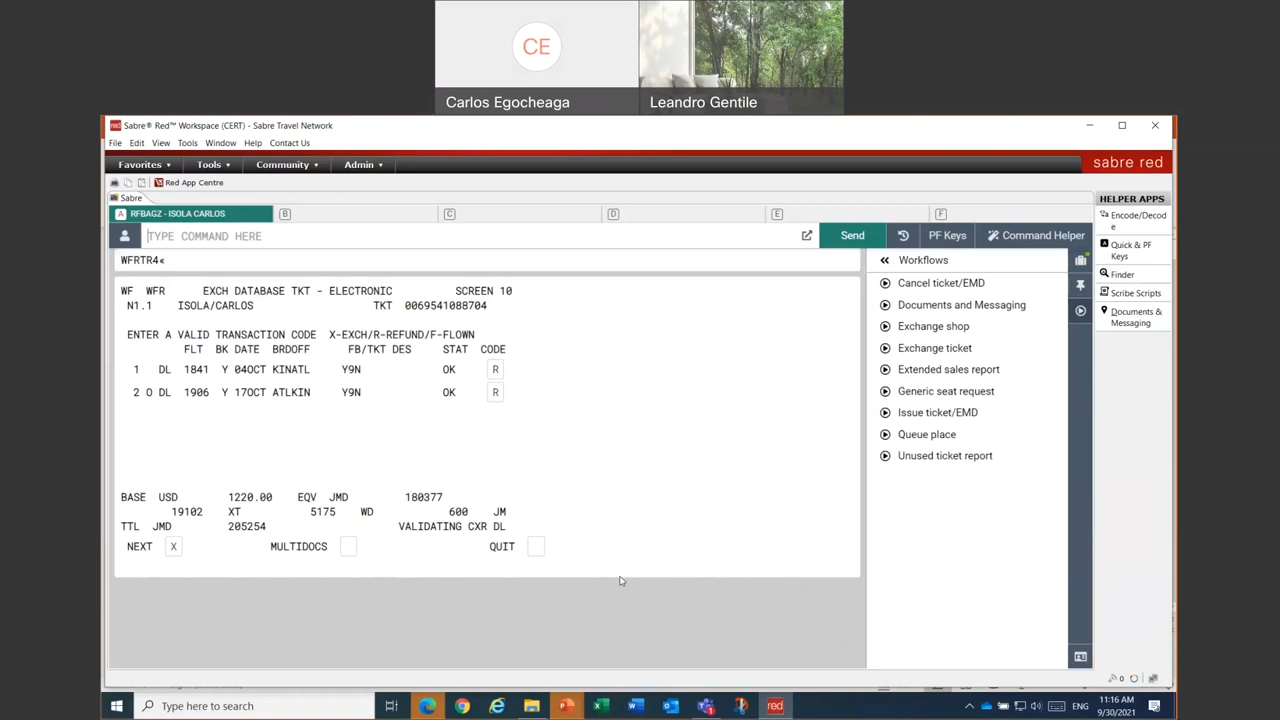 CE
Carlos Egocheaga
Leandro Gentile
red Sabre® Red™ Workspace (CERT) - Sabre Travel Network
File Edit View Tools Window Help Contact Us
Favorites Tools Community Admin
sabre red
Red App Centre
Sabre
HELPER APPS
A RFBAGZ - ISOLA CARLOS B C D E F
TYPE COMMAND HERE Send PF Keys Command Helper
WFRTR4«
WF WFR EXCH DATABASE TKT - ELECTRONIC SCREEN 10
N1.1 ISOLA/CARLOS TKT 0069541088704
ENTER A VALID TRANSACTION CODE X-EXCH/R-REFUND/F-FLOWN
FLT BK DATE BRDOFF FB/TKT DES STAT CODE
1 DL 1841 Y 04OCT KINATL Y9N OK R
2 O DL 1906 Y 17OCT ATLKIN Y9N OK R
BASE USD 1220.00 EQV JMD 180377
19102 XT 5175 WD 600 JM
TTL JMD 205254 VALIDATING CXR DL
NEXT X MULTIDOCS QUIT
Workflows
Cancel ticket/EMD
Documents and Messaging
Exchange shop
Exchange ticket
Extended sales report
Generic seat request
Issue ticket/EMD
Queue place
Unused ticket report
Encode/Decod
e
Quick & PF
Keys
Finder
Scribe Scripts
Documents &
Messaging
0
Type here to search
red
ENG
11:16 AM
9/30/2021